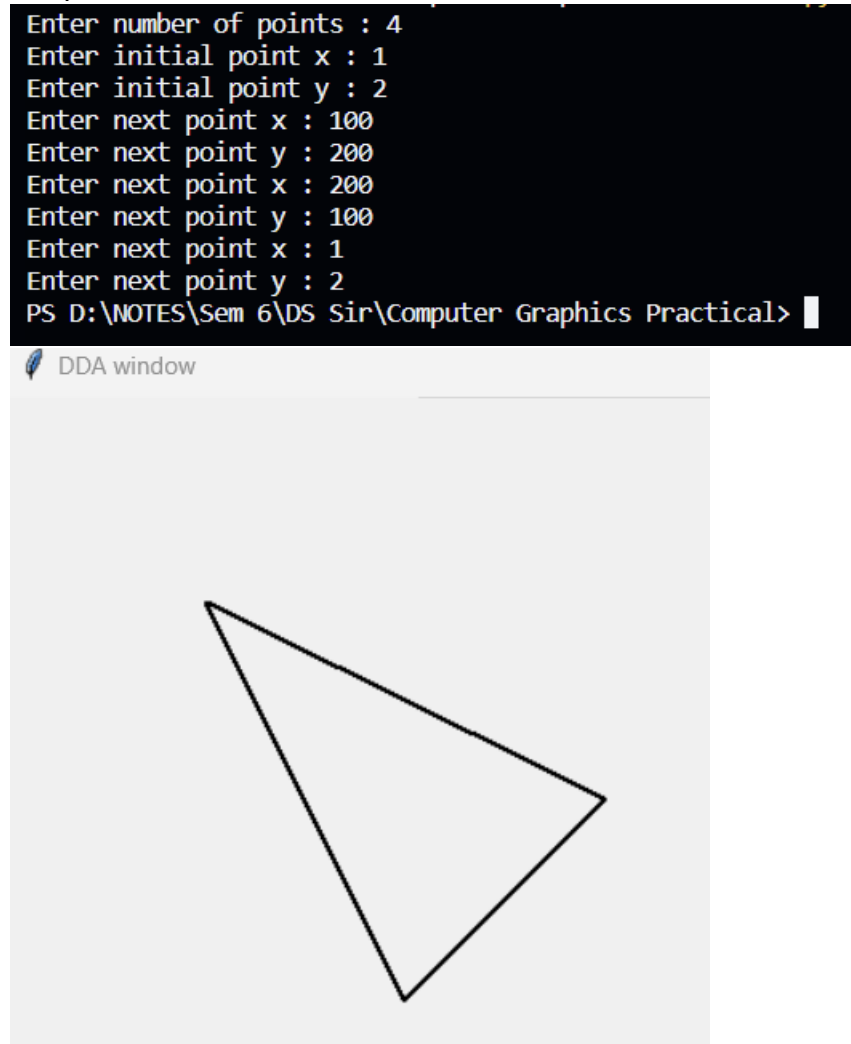 Enter number of points : 4
Enter initial point x : 1
Enter initial point y : 2
Enter next point x : 100
Enter next point y : 200
Enter next point x : 200
Enter next point y : 100
Enter next point x : 1
Enter next point y : 2
PS D:\NOTES\Sem 6\DS Sir\Computer Graphics Practical>
DDA window